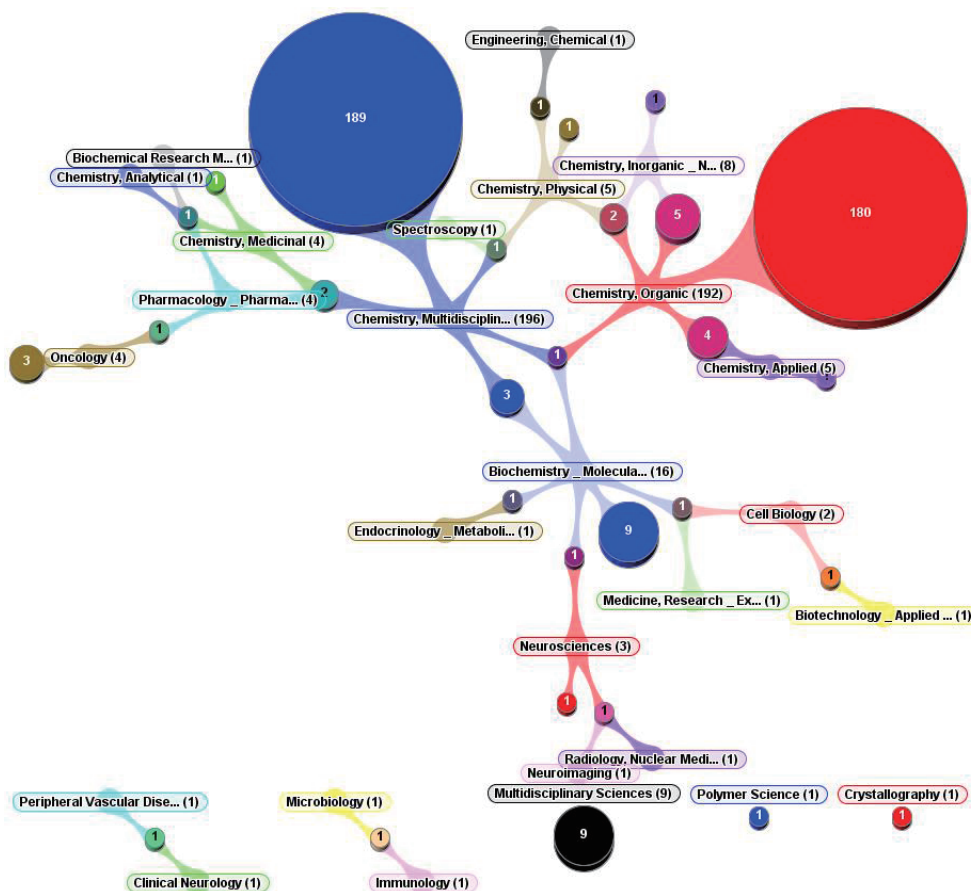 Engineering, Chemical (1)
1
1
1
189
Biochemical Research M... (1)
Chemistry, Analytical (1)
1
Chemistry, Inorganic _ N... (8)
Chemistry, Physical (5)
1
2
5
180
Spectroscopy (1)
Chemistry, Medicinal (4)
1
Pharmacology _ Pharma... (4)
2
Chemistry, Organic (192)
Chemistry, Multidisciplin... (196)
1
4
3
Oncology (4)
1
Chemistry, Applied (5)
3
Biochemistry _ Molecula... (16)
1
1
Cell Biology (2)
Endocrinology _ Metaboli... (1)
9
1
1
Medicine, Research _ Ex... (1)
Biotechnology _ Applied ... (1)
Neurosciences (3)
1
1
Radiology, Nuclear Medi... (1)
Neuroimaging (1)
Peripheral Vascular Dise... (1)
Microbiology (1)
Multidisciplinary Sciences (9)
Polymer Science (1)
Crystallography (1)
1
1
9
1
1
Clinical Neurology (1)
Immunology (1)